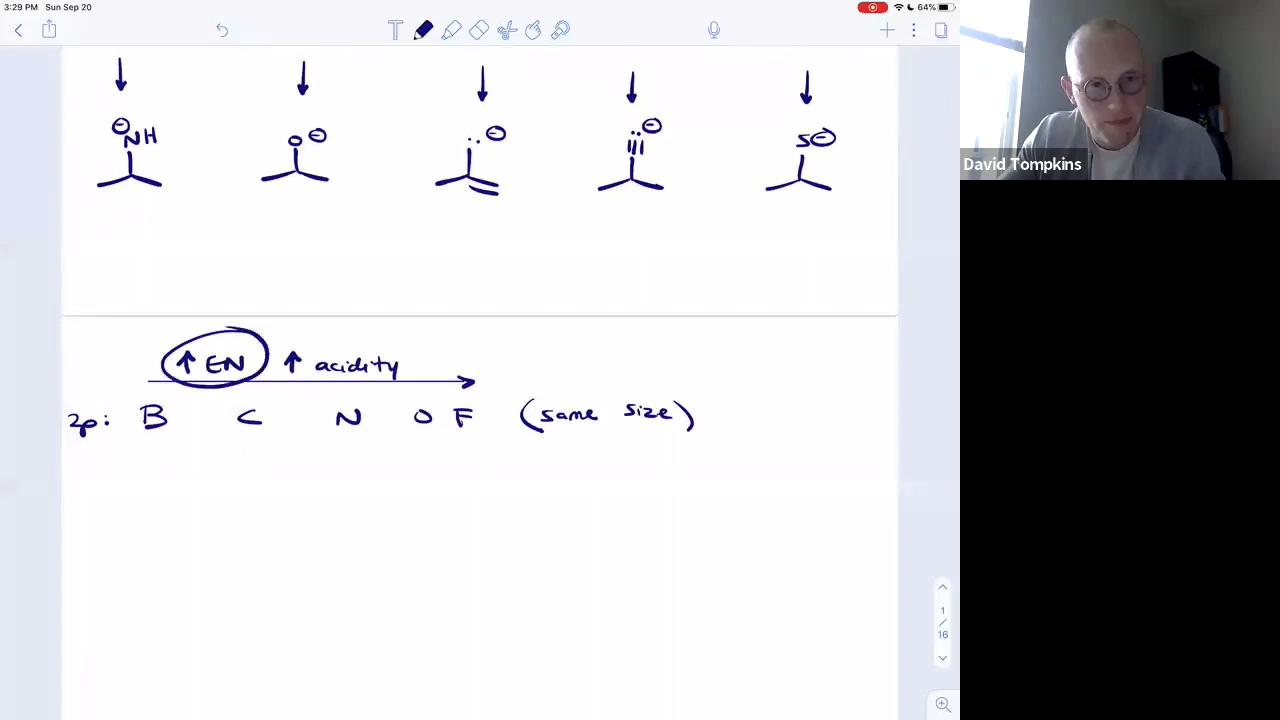 3:29 PM Sun Sep 20
64%
T
David Tompkins
⊖NH
O⊖
:⊖
:⊖
S⊖
↑ EN ↑ acidity
2p: B C N O F (same size)
1
/
16